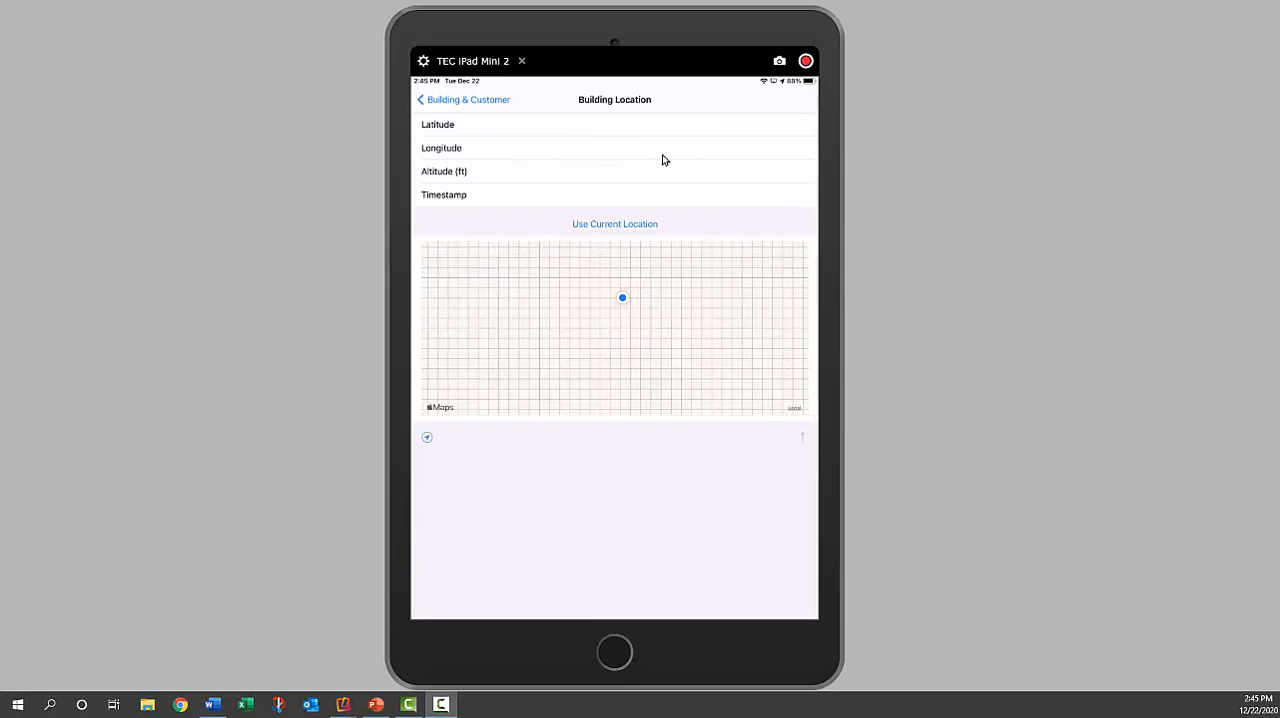 TEC iPad Mini 2
2:45 PM Tue Dec 22
88%
Building & Customer
Building Location
Latitude
Longitude
Altitude (ft)
Timestamp
Use Current Location
Maps
Legal
2:45 PM
12/22/2020